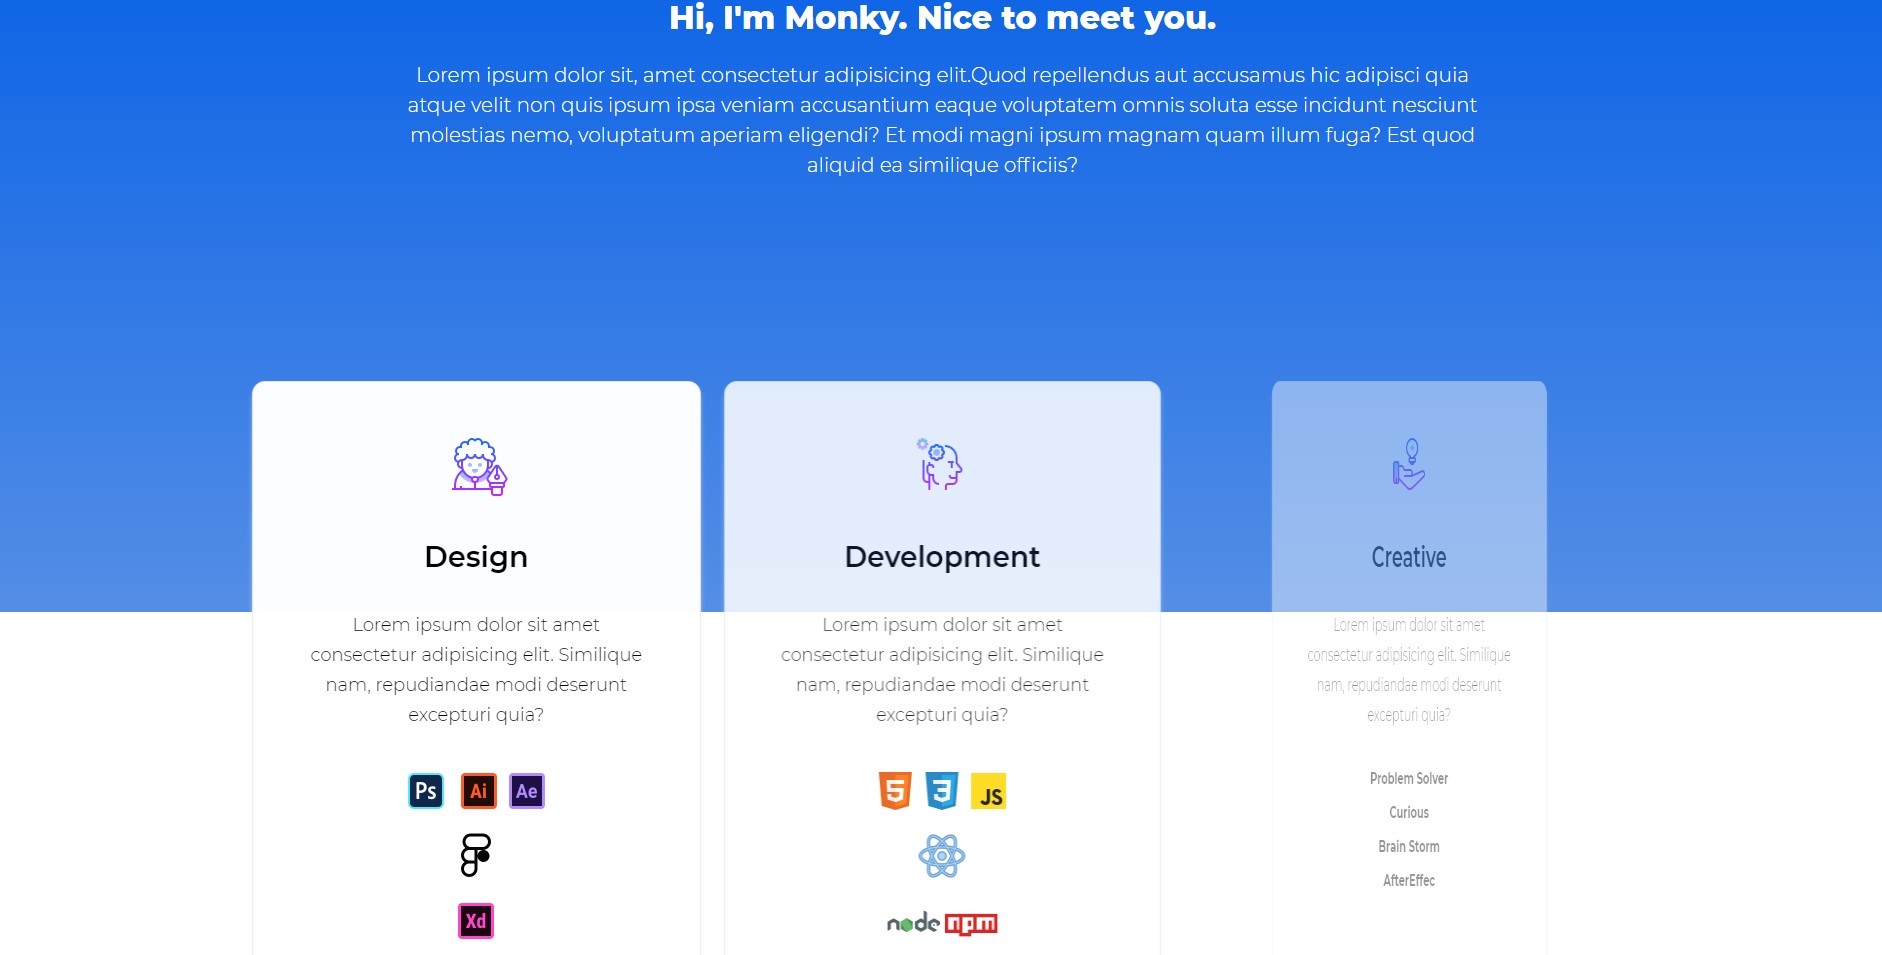 Hi, I'm Monky. Nice to meet you.
Lorem ipsum dolor sit, amet consectetur adipisicing elit.Quod repellendus aut accusamus hic adipisci quia
atque velit non quis ipsum ipsa veniam accusantium eaque voluptatem omnis soluta esse incidunt nesciunt
molestias nemo, voluptatum aperiam eligendi? Et modi magni ipsum magnam quam illum fuga? Est quod
aliquid ea similique officiis?
Design
Lorem ipsum dolor sit amet
consectetur adipisicing elit. Similique
nam, repudiandae modi deserunt
excepturi quia?
Ps Ai Ae
Xd
Development
Lorem ipsum dolor sit amet
consectetur adipisicing elit. Similique
nam, repudiandae modi deserunt
excepturi quia?
5 3 JS
node npm
Creative
Lorem ipsum dolor sit amet
consectetur adipisicing elit. Similique
nam, repudiandae modi deserunt
excepturi quia?
Problem Solver
Curious
Brain Storm
AfterEffec